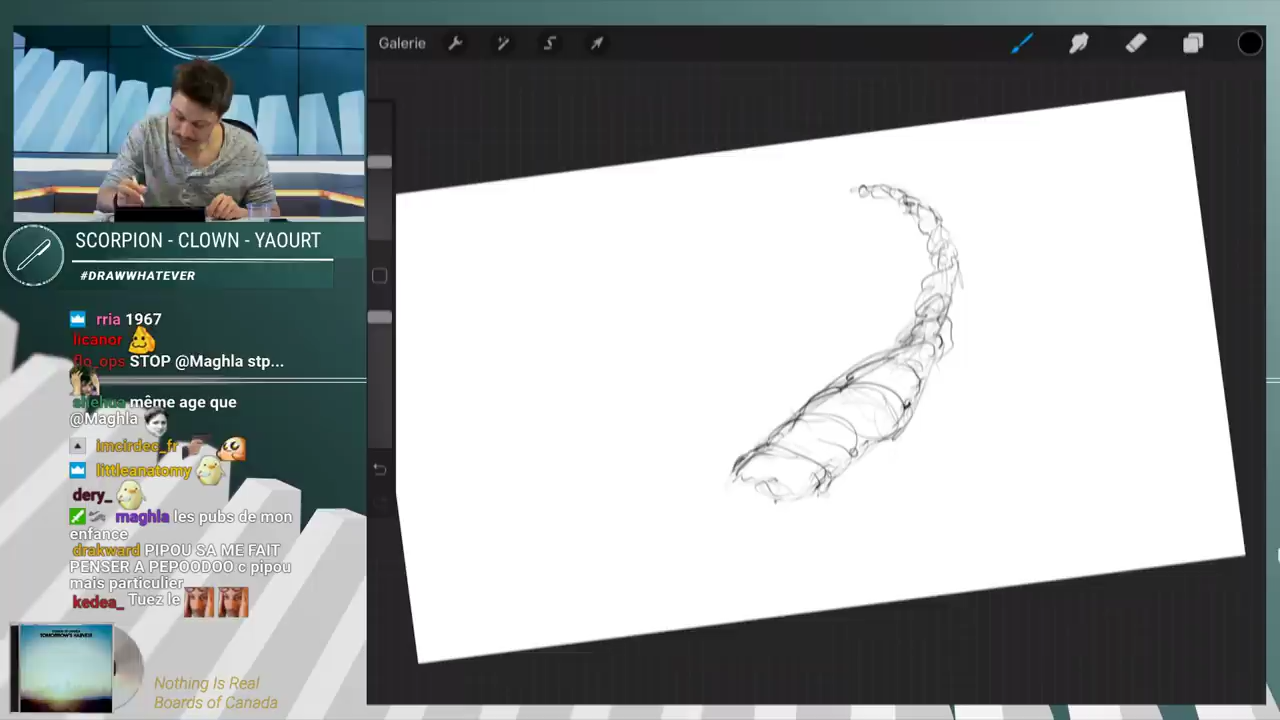 Galerie
SCORPION - CLOWN - YAOURT
#DRAWWHATEVER
rria 1967
licanor
flo_ops STOP @Maghla stp...
même age que
@Maghla
imcirdec_fr
littleanatomy
dery_
maghla les pubs de mon
enfance
drakward PIPOU SA ME FAIT
PENSER A PEPOODOO c pipou
mais particulier
kedea_ Tuez le
TOMORROW'S HARVEST
Nothing Is Real
Boards of Canada